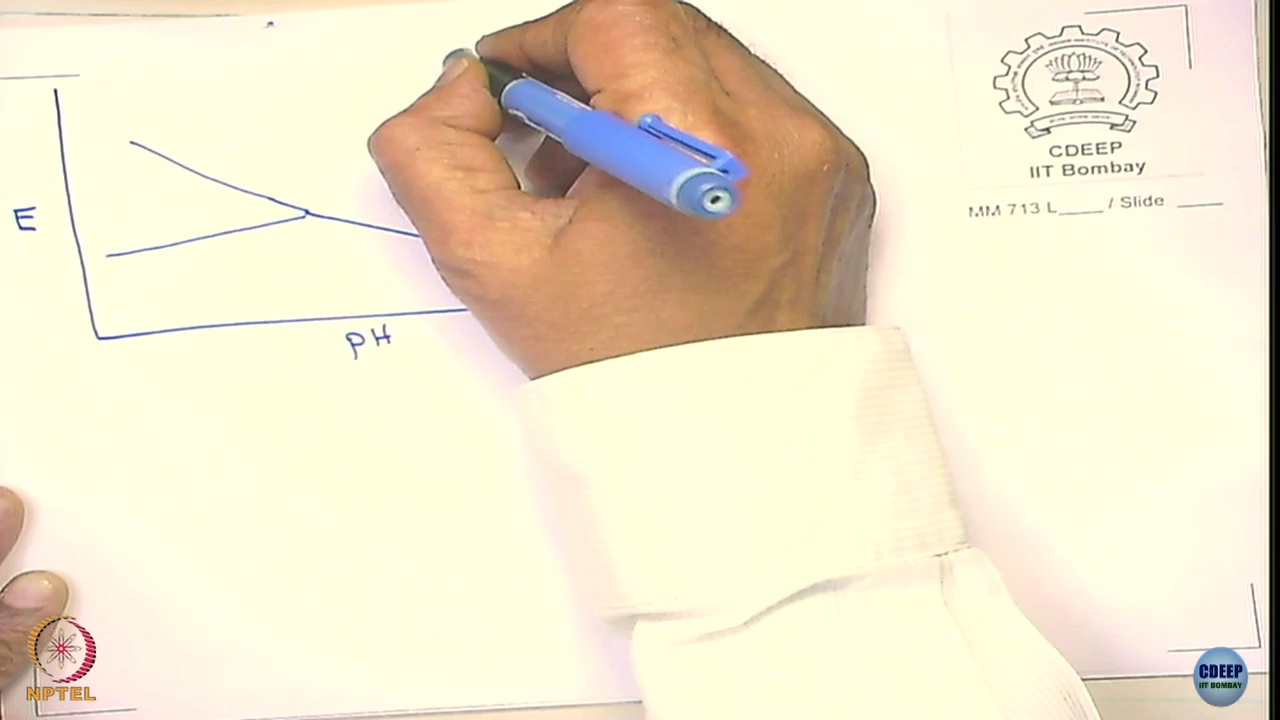 E
PH
CDEEP
IIT Bombay
MM 713 L____ / Slide ____
NPTEL
CDEEP
IIT BOMBAY